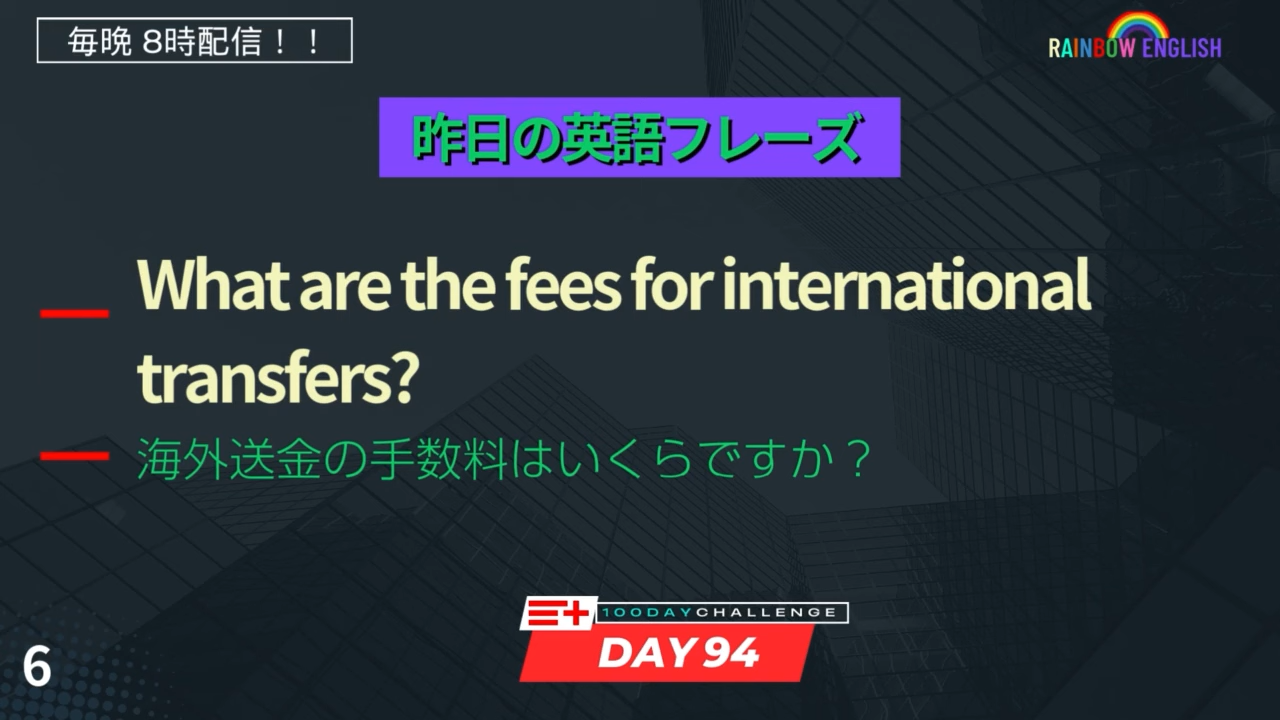 毎晩 8時配信！！
RAINBOW ENGLISH
昨日の英語フレーズ
What are the fees for international
transfers?
海外送金の手数料はいくらですか？
100DAYCHALLENGE
DAY 94
6